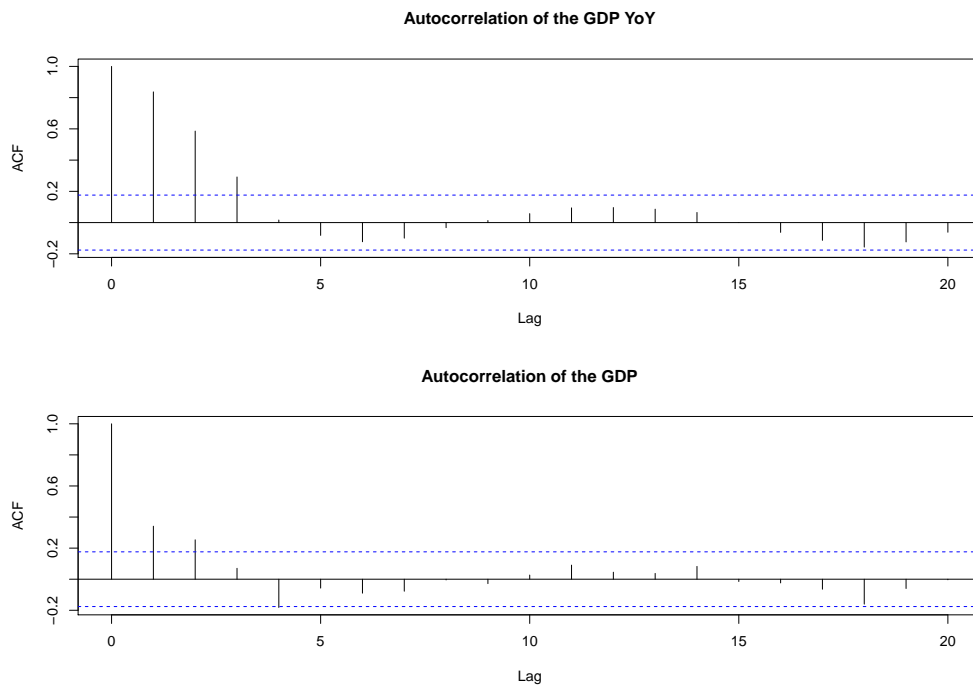 Autocorrelation of the GDP YoY
ACF
1.0
0.6
0.2
−0.2
0 5 10 15 20
Lag
Autocorrelation of the GDP
ACF
1.0
0.6
0.2
−0.2
0 5 10 15 20
Lag